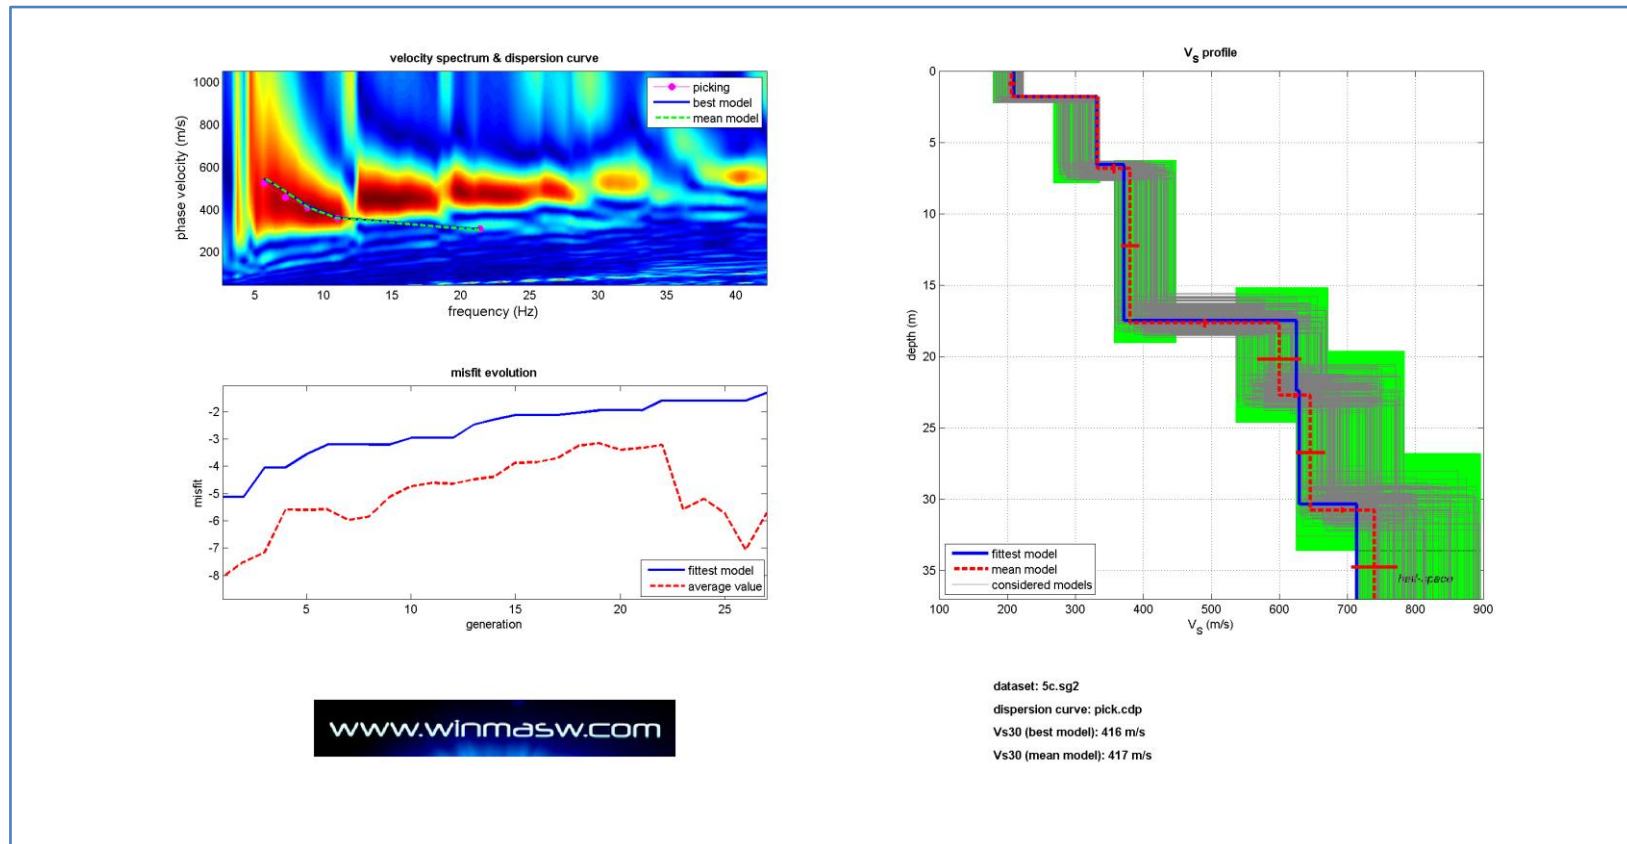 velocity spectrum & dispersion curve
1000
800
600
400
200
phase velocity (m/s)
picking
best model
mean model
5 10 15 20 25 30 35 40
frequency (Hz)
misfit evolution
-2
-3
-4
-5
-6
-7
-8
misfit
fittest model
average value
5 10 15 20 25
generation
www.winmasw.com
VS profile
0
5
10
15
20
25
30
35
depth (m)
fittest model
mean model
considered models
half-space
100 200 300 400 500 600 700 800 900
VS (m/s)
dataset: 5c.sg2
dispersion curve: pick.cdp
Vs30 (best model): 416 m/s
Vs30 (mean model): 417 m/s